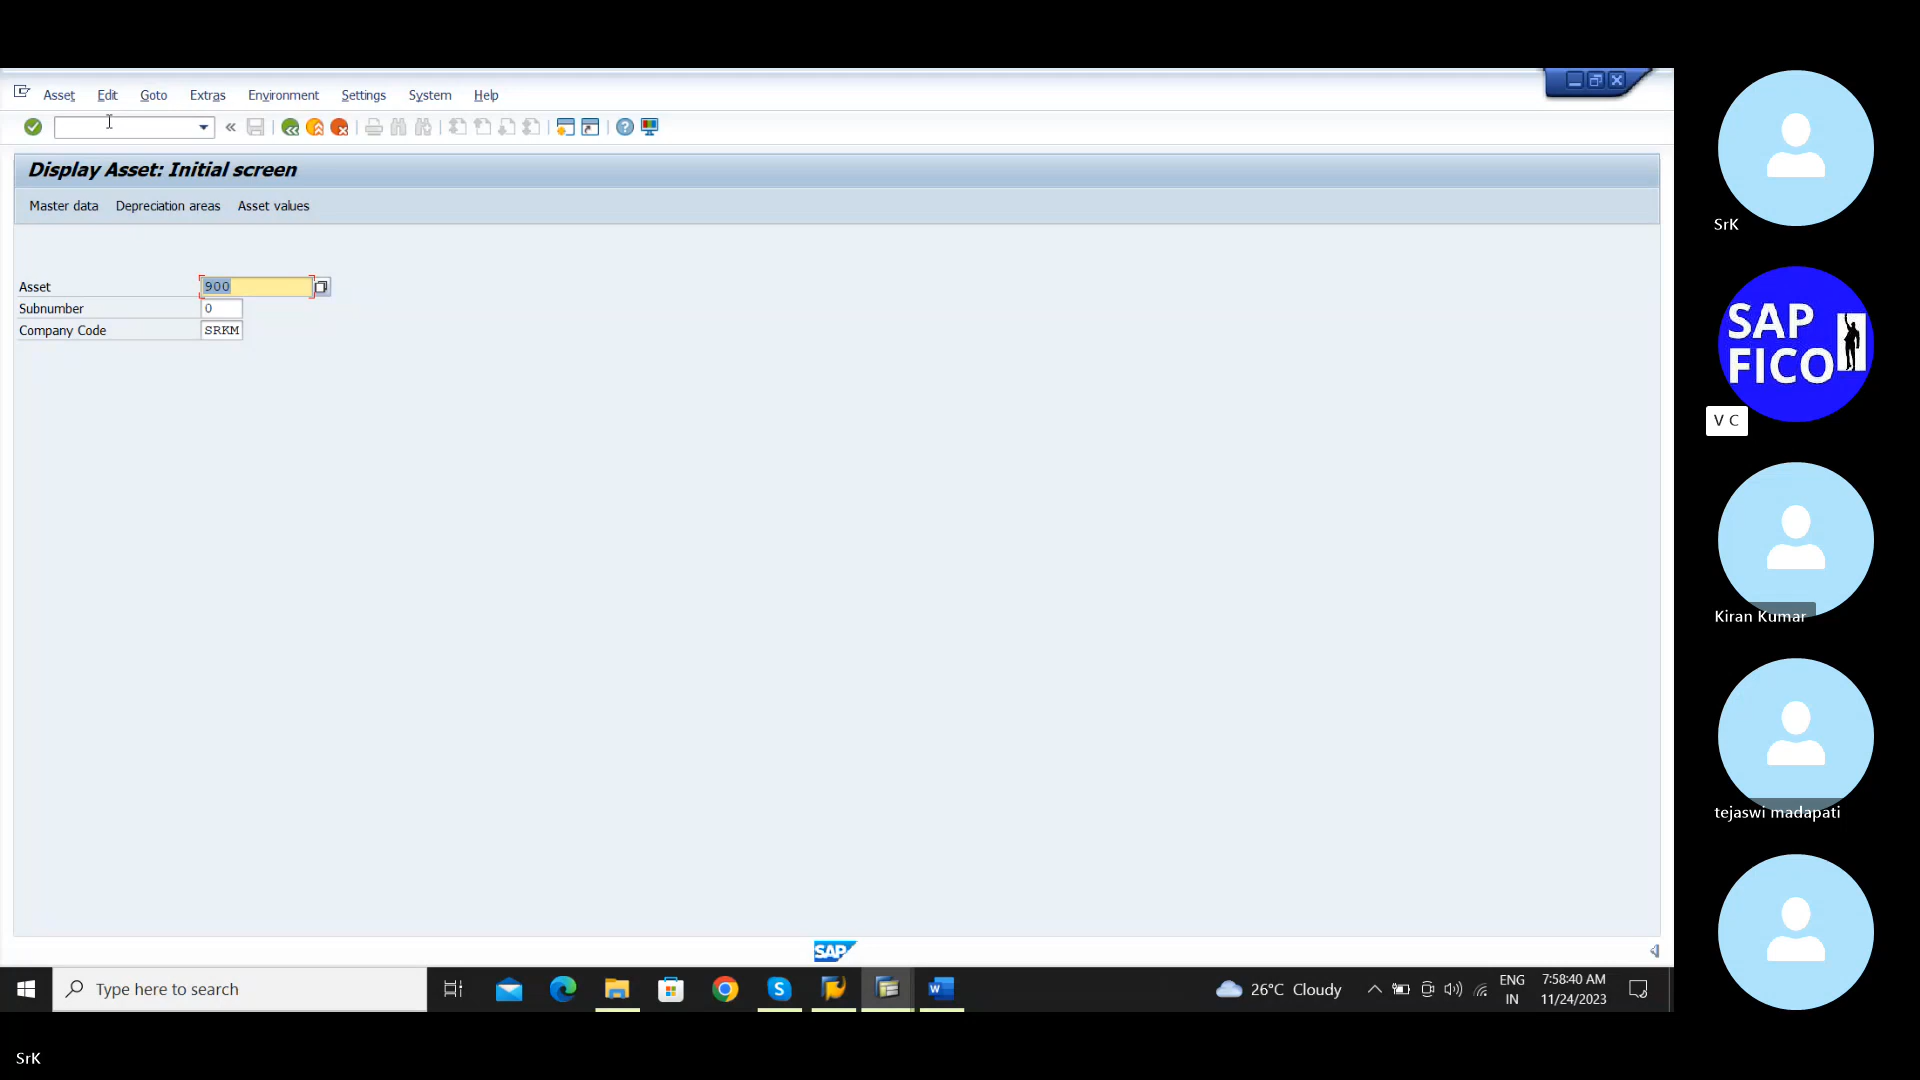 Asset Edit Goto Extras Environment Settings System Help
Display Asset: Initial screen
Master data Depreciation areas Asset values
Asset 900
Subnumber 0
Company Code SRKM
SAP
Type here to search
S
W
26°C Cloudy
ENG
IN
7:58:40 AM
11/24/2023
SrK
SAP
FICO
V C
Kiran Kumar
tejaswi madapati
SrK